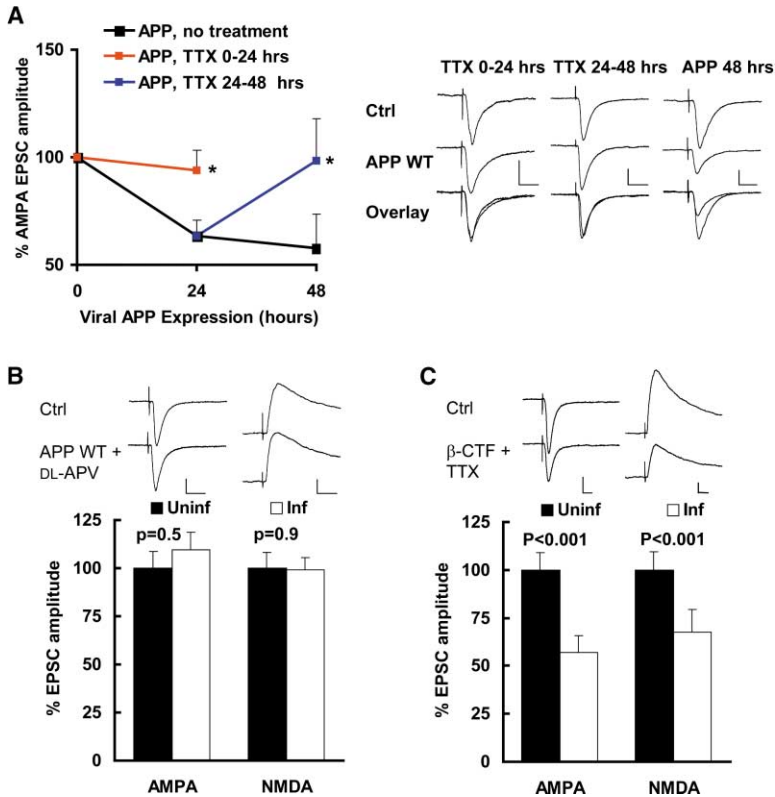 A
APP, no treatment
APP, TTX 0-24 hrs
APP, TTX 24-48 hrs
150
100
50
% AMPA EPSC amplitude
*
*
0 24 48
Viral APP Expression (hours)
TTX 0-24 hrs TTX 24-48 hrs APP 48 hrs
Ctrl
APP WT
Overlay
B
Ctrl
APP WT +
DL-APV
Uninf Inf
125
100
75
50
25
0
% EPSC amplitude
p=0.5 p=0.9
AMPA NMDA
C
Ctrl
β-CTF +
TTX
Uninf Inf
125
100
75
50
25
0
% EPSC amplitude
P<0.001 P<0.001
AMPA NMDA